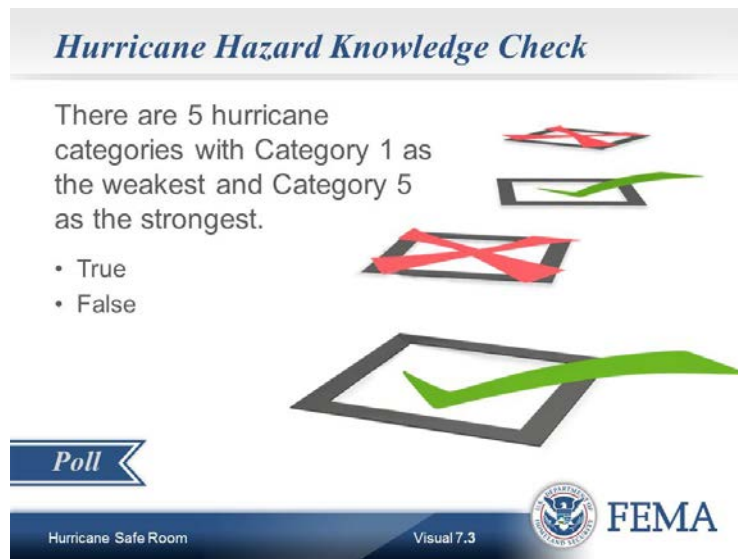 Hurricane Hazard Knowledge Check
There are 5 hurricane
categories with Category 1 as
the weakest and Category 5
as the strongest.
• True
• False
Poll
Hurricane Safe Room
Visual 7.3
FEMA